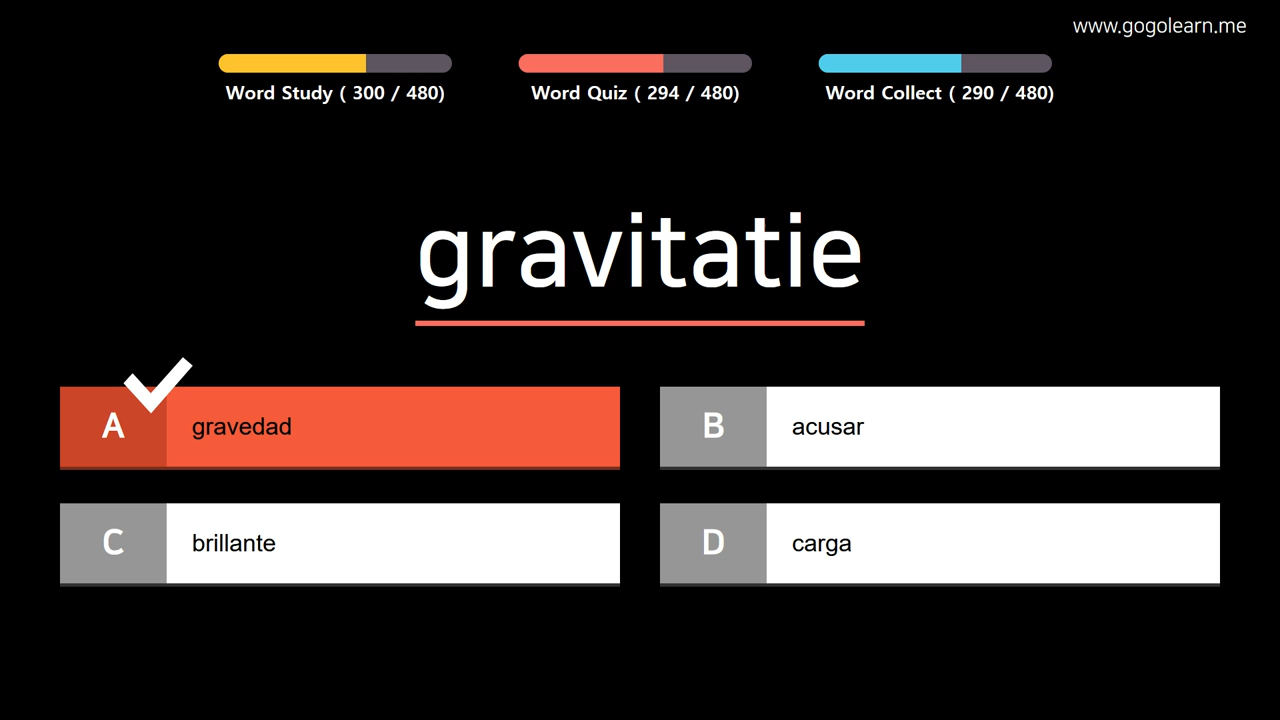 www.gogolearn.me
Word Study ( 300 / 480)
Word Quiz ( 294 / 480)
Word Collect ( 290 / 480)
gravitatie
A gravedad
B acusar
C brillante
D carga